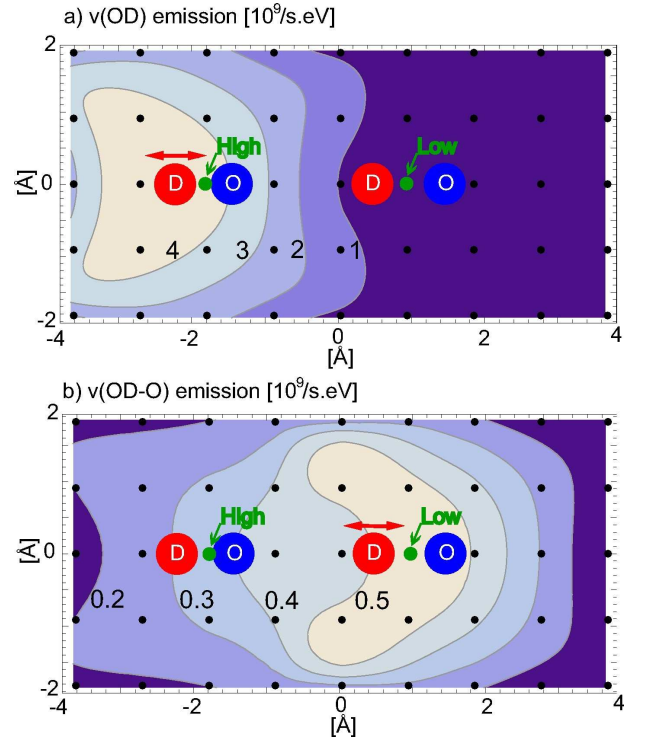 a) v(OD) emission [10⁹/s.eV]
2
HIgh Low
[Å] 0 D O D O
4 3 2 1
-2
-4 -2 0 2 4
[Å]
b) v(OD-O) emission [10⁹/s.eV]
2
HIgh Low
[Å] 0 D O D O
0.2 0.3 0.4 0.5
-2
-4 -2 0 2 4
[Å]